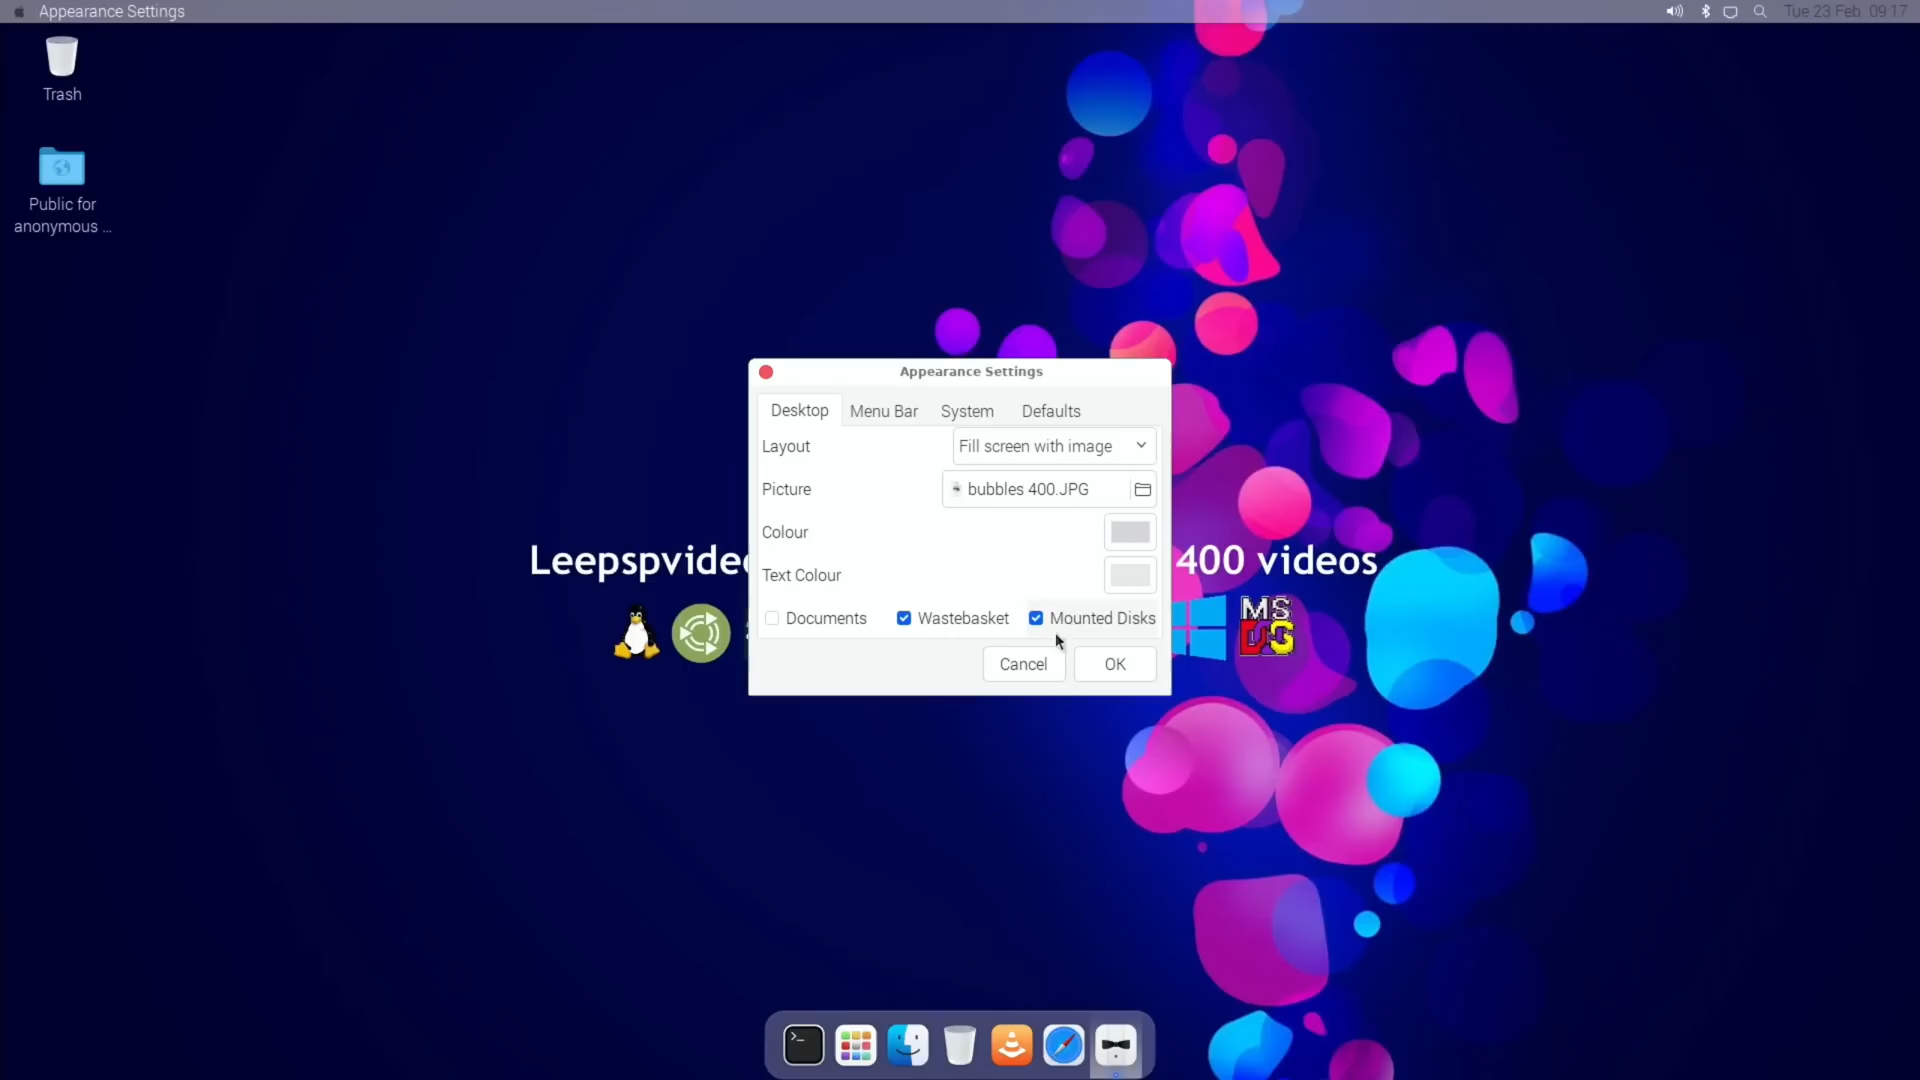 Appearance Settings
Tue 23 Feb 09:17
Trash
Public for
anonymous ...
Appearance Settings
Desktop Menu Bar System Defaults
Layout Fill screen with image
Picture bubbles 400.JPG
Colour
Text Colour
Documents Wastebasket Mounted Disks
Cancel OK
400 videos
MS